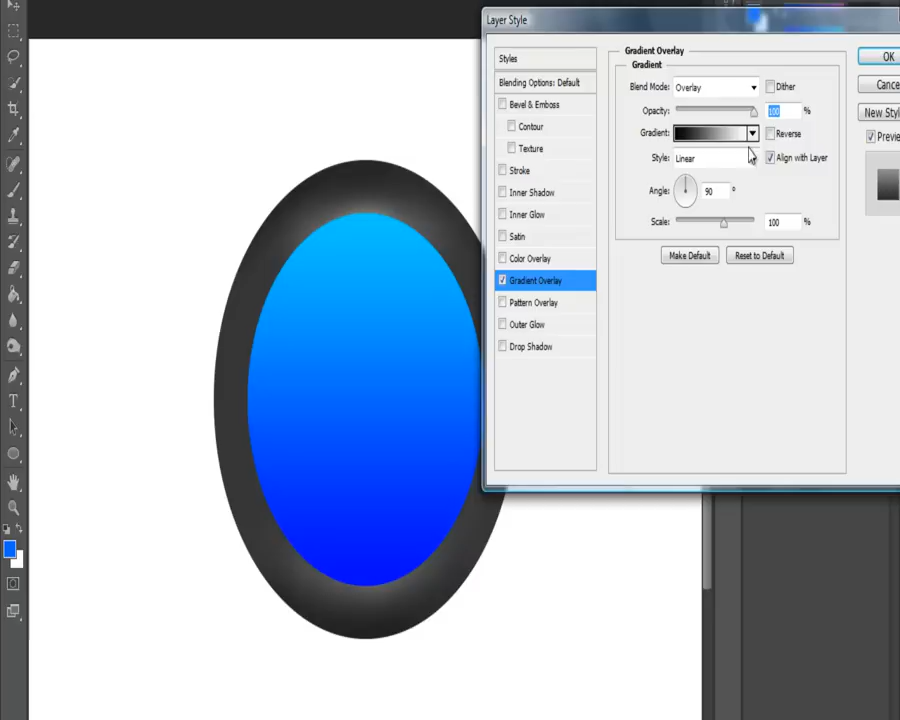 Layer Style
Styles
Blending Options: Default
Bevel & Emboss
Contour
Texture
Stroke
Inner Shadow
Inner Glow
Satin
Color Overlay
Gradient Overlay
Pattern Overlay
Outer Glow
Drop Shadow
Gradient Overlay
Gradient
Blend Mode: Overlay Dither
Opacity: 100 %
Gradient: Reverse
Style: Linear Align with Layer
Angle: 90 °
Scale: 100 %
Make Default Reset to Default
OK
Cance
New Styl
Previe
T